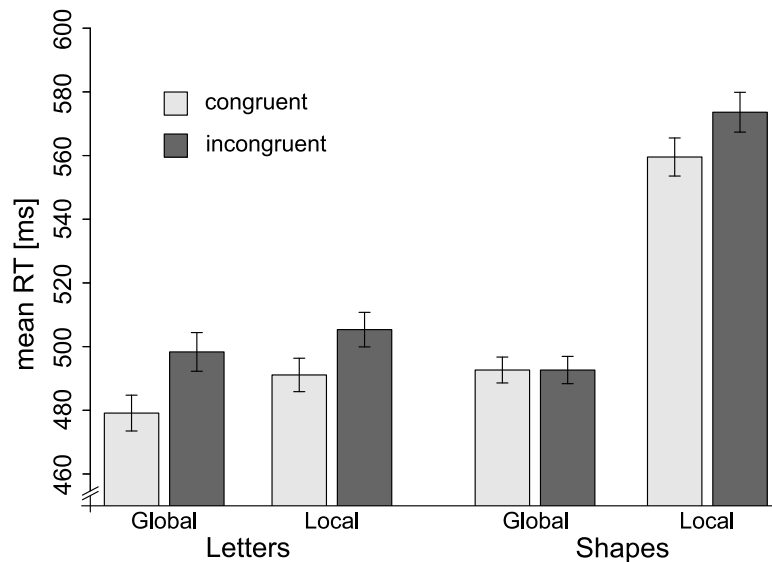 mean RT [ms]
600
580
560
540
520
500
480
460
congruent
incongruent
Global
Local
Global
Local
Letters
Shapes